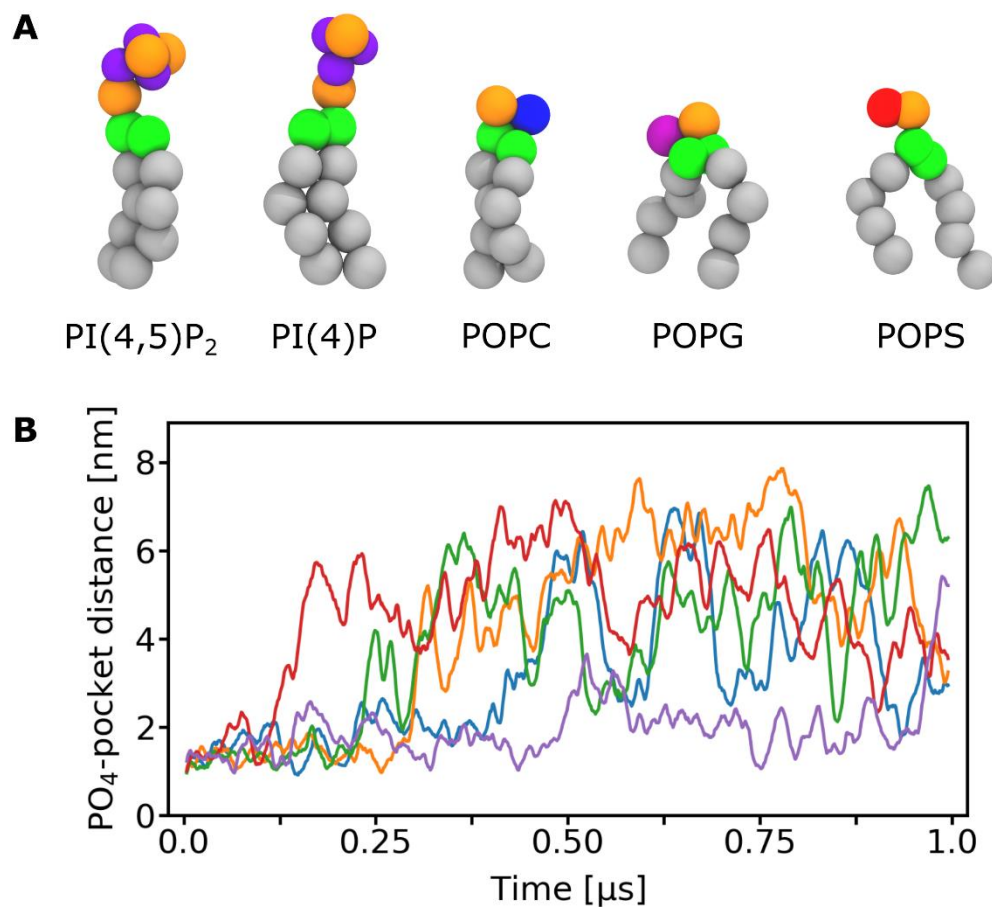 A
PI(4,5)P₂
PI(4)P
POPC
POPG
POPS
B
PO₄-pocket distance [nm]
8
6
4
2
0
0.0
0.25
0.50
0.75
1.0
Time [μs]